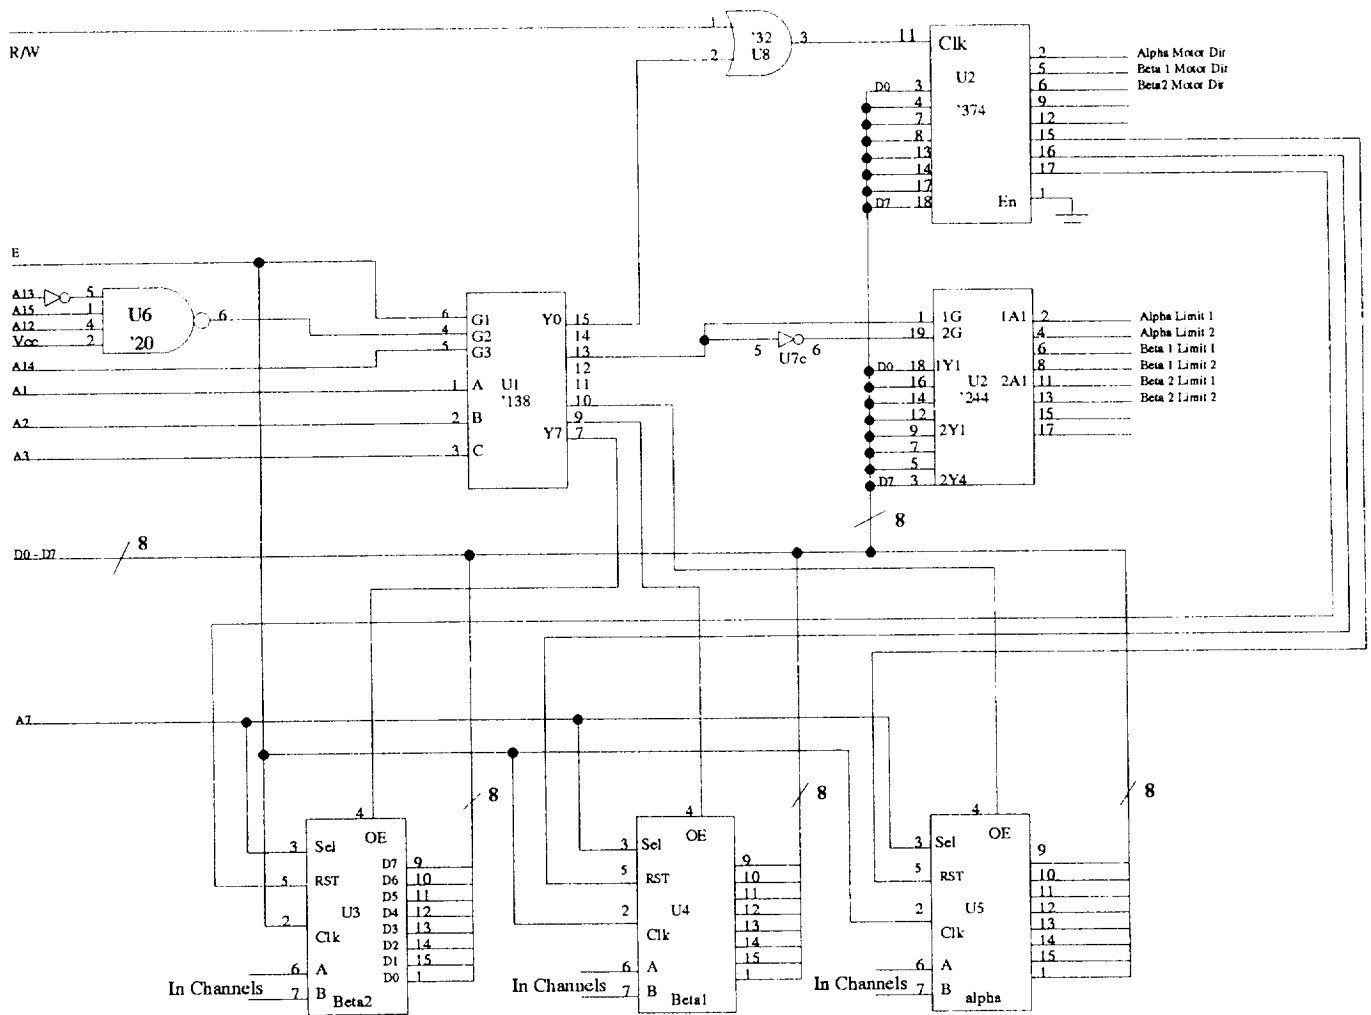 R/W
1
2
'32
U8
3
11
Clk
U2
'374
D0 3
4
7
8
13
14
17
D7 18
En
1
2 Alpha Motor Dir
5 Beta 1 Motor Dir
6 Beta2 Motor Dir
9
12
15
16
17
E
A13 5
A15 1
A12 4
Vcc 2
U6
'20
6
A14
A1
A2
A3
6 G1
4 G2
5 G3
1 A
2 B
3 C
U1
'138
Y0 15
14
13
12
11
10
9
Y7 7
5 U7c 6
1 1G
19 2G
D0 18 1Y1
16
14
12
9 2Y1
7
5
D7 3 2Y4
U2
'244
1A1 2 Alpha Limit 1
4 Alpha Limit 2
6 Beta 1 Limit 1
8 Beta 1 Limit 2
2A1 11 Beta 2 Limit 1
13 Beta 2 Limit 2
15
17
8
D0 - D7 8
A7
8
8
8
4
OE
3 Sel
5 RST
U3
2 Clk
6 A
In Channels
7 B
Beta2
D7 9
D6 10
D5 11
D4 12
D3 13
D2 14
D1 15
D0 1
4
OE
3 Sel
5 RST
U4
2 Clk
6 A
In Channels
7 B
Beta1
9
10
11
12
13
14
15
1
4
OE
3 Sel
5 RST
U5
2 Clk
6 A
In Channels
7 B
alpha
9
10
11
12
13
14
15
1